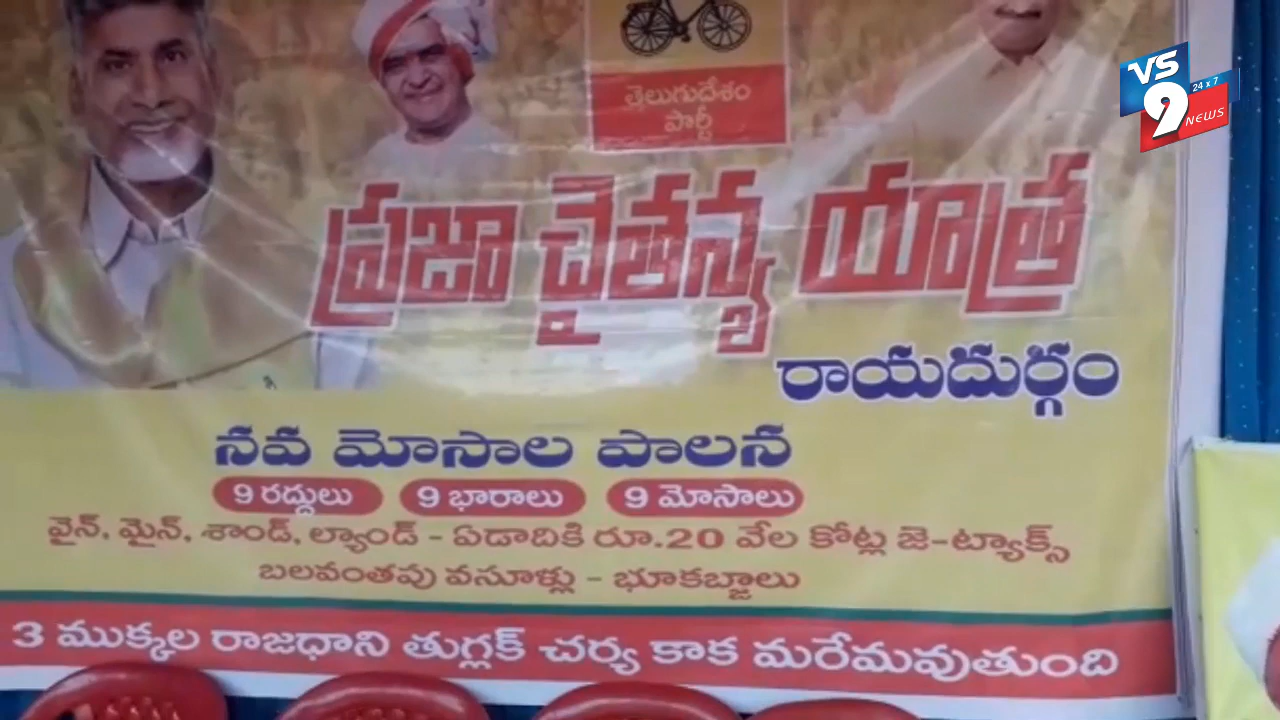 VS
24 x 7
9
NEWS
తెలుగుదేశం
పార్టీ
ప్రజా చైతన్య యాత్ర
రాయదుర్గం
నవ మోసాల పాలన
9 రద్దులు 9 భారాలు 9 మోసాలు
వైన్, మైన్, శాండ్, ల్యాండ్ - ఏడాదికి రూ.20 వేల కోట్ల జె-ట్యాక్స్
బలవంతపు వసూళ్లు - భూకబ్జాలు
3 ముక్కల రాజధాని తుగ్లక్ చర్య కాక మరేమవుతుంది